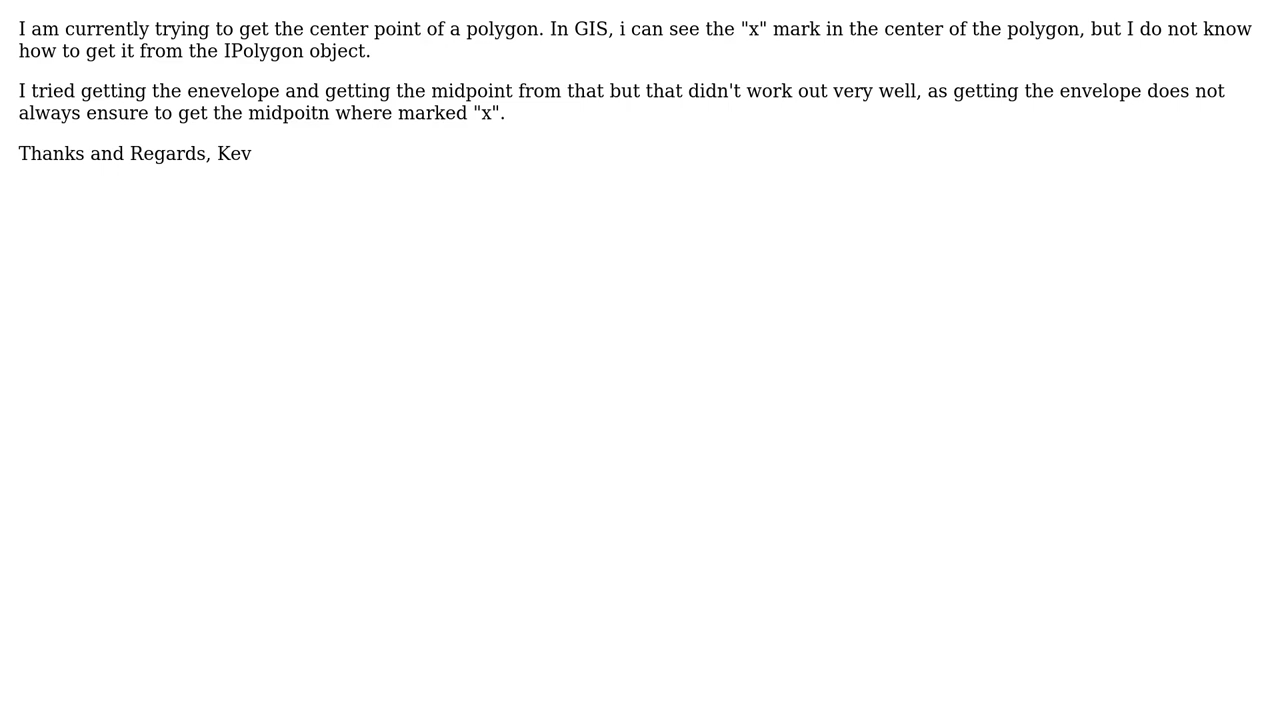 I am currently trying to get the center point of a polygon. In GIS, i can see the "x" mark in the center of the polygon, but I do not know
how to get it from the IPolygon object.
I tried getting the enevelope and getting the midpoint from that but that didn't work out very well, as getting the envelope does not
always ensure to get the midpoitn where marked "x".
Thanks and Regards, Kev